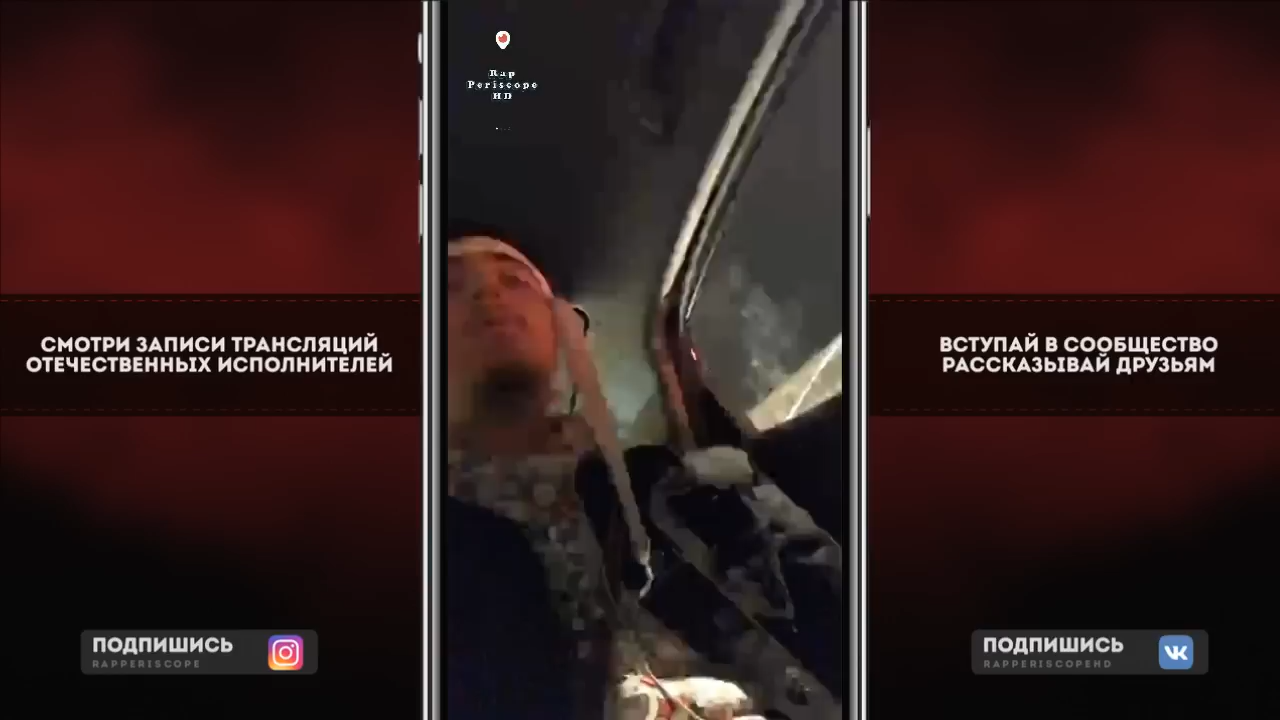 Rap
Periscope
HD
СМОТРИ ЗАПИСИ ТРАНСЛЯЦИЙ
ОТЕЧЕСТВЕННЫХ ИСПОЛНИТЕЛЕЙ
ВСТУПАЙ В СООБЩЕСТВО
РАССКАЗЫВАЙ ДРУЗЬЯМ
ПОДПИШИСЬ
RAPPERISCOPE
ПОДПИШИСЬ
RAPPERISCOPEHD